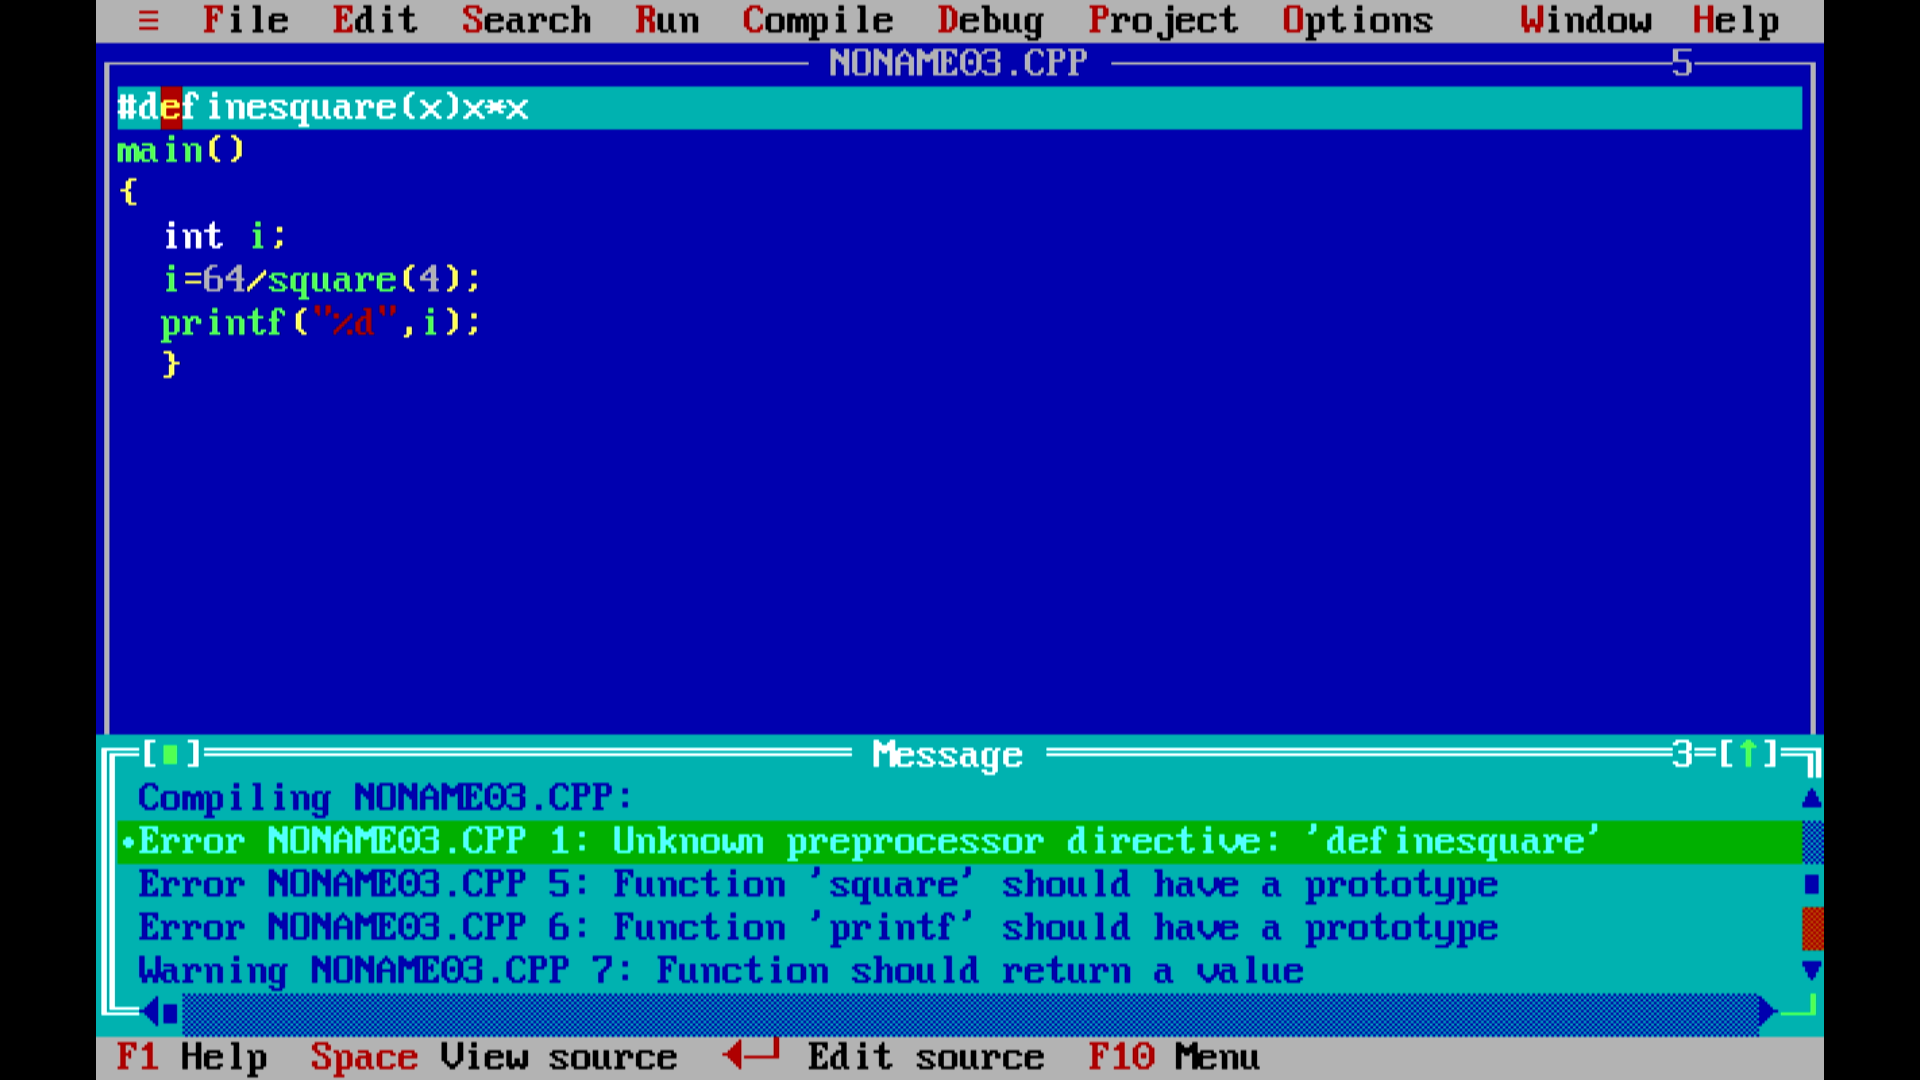 ≡ File Edit Search Run Compile Debug Project Options Window Help
NONAME03.CPP 5
#definesquare(x)x*x
main()
{
int i;
i=64/square(4);
printf("%d",i);
}
[■] Message 3=[↑]
Compiling NONAME03.CPP:
•Error NONAME03.CPP 1: Unknown preprocessor directive: 'definesquare'
Error NONAME03.CPP 5: Function 'square' should have a prototype
Error NONAME03.CPP 6: Function 'printf' should have a prototype
Warning NONAME03.CPP 7: Function should return a value
F1 Help Space View source ◄─┘ Edit source F10 Menu